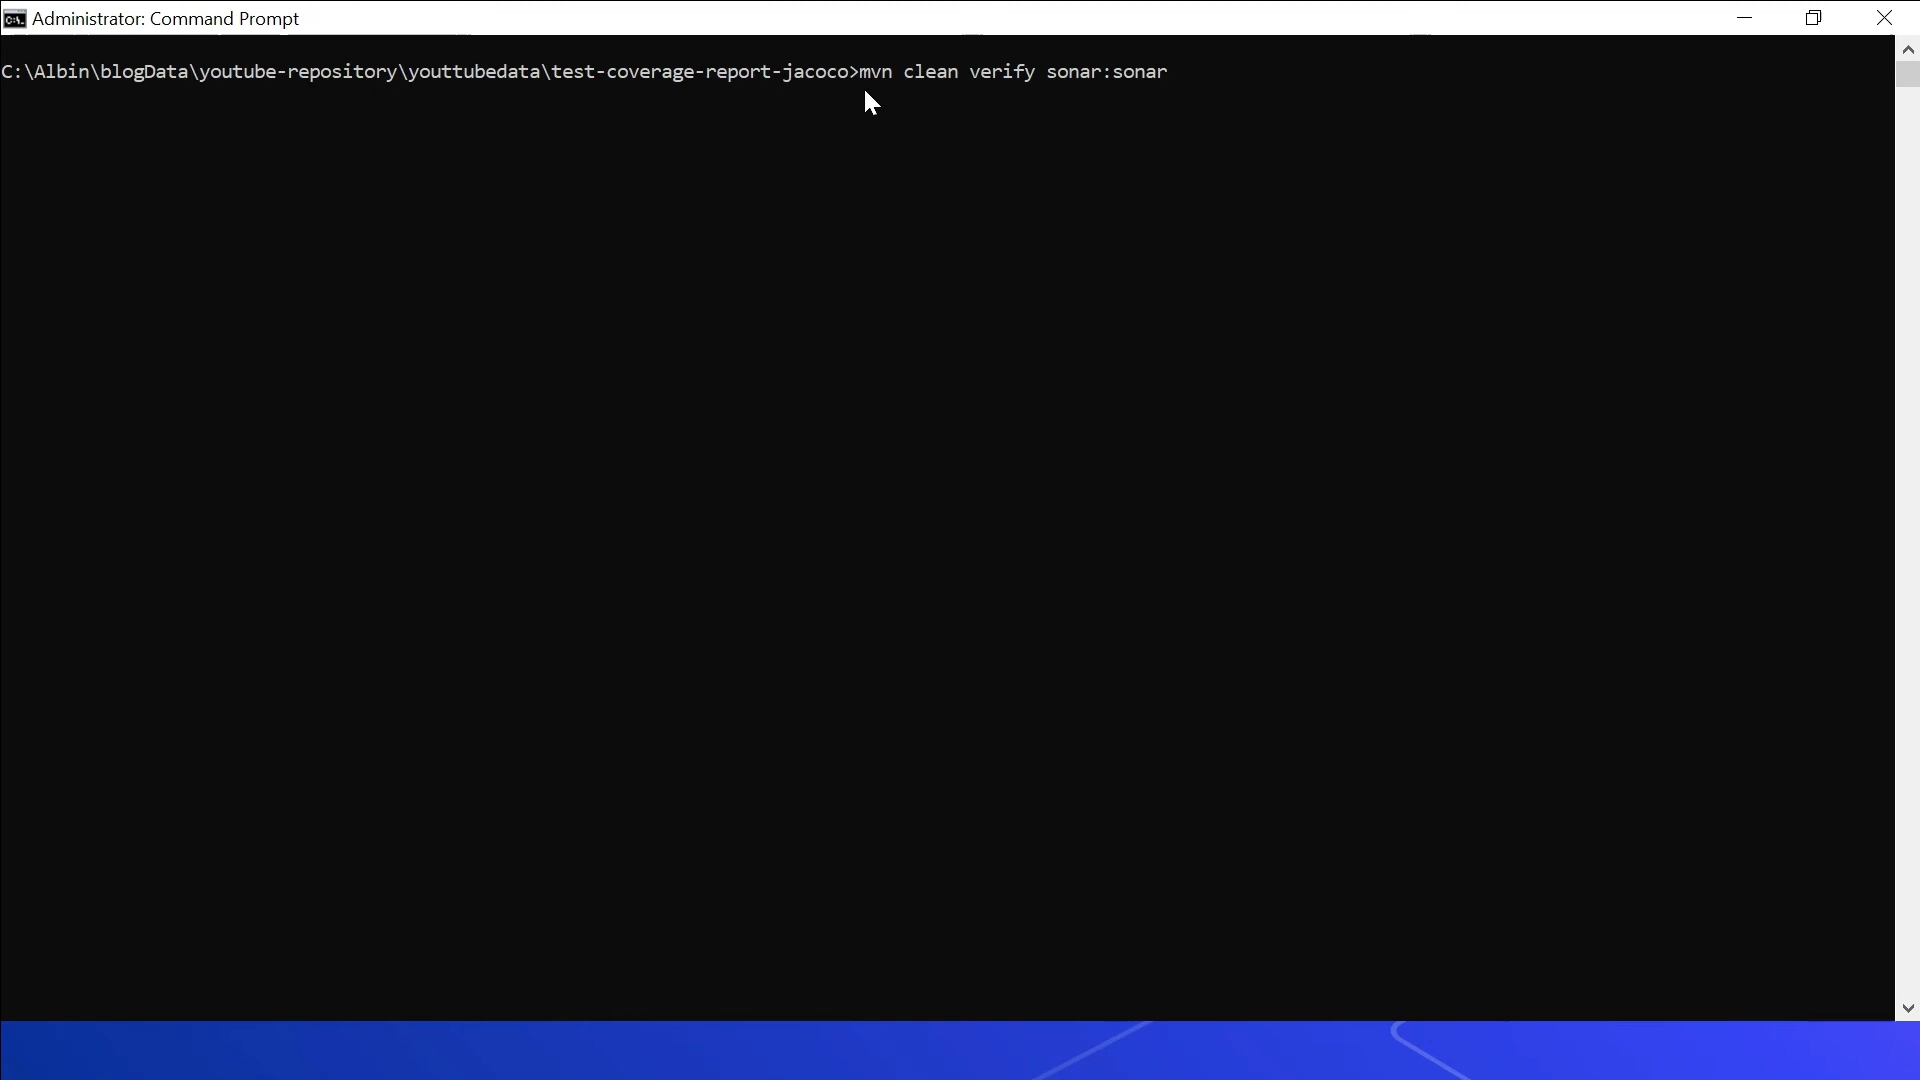 Administrator: Command Prompt
C:\Albin\blogData\youtube-repository\youttubedata\test-coverage-report-jacoco>mvn clean verify sonar:sonar